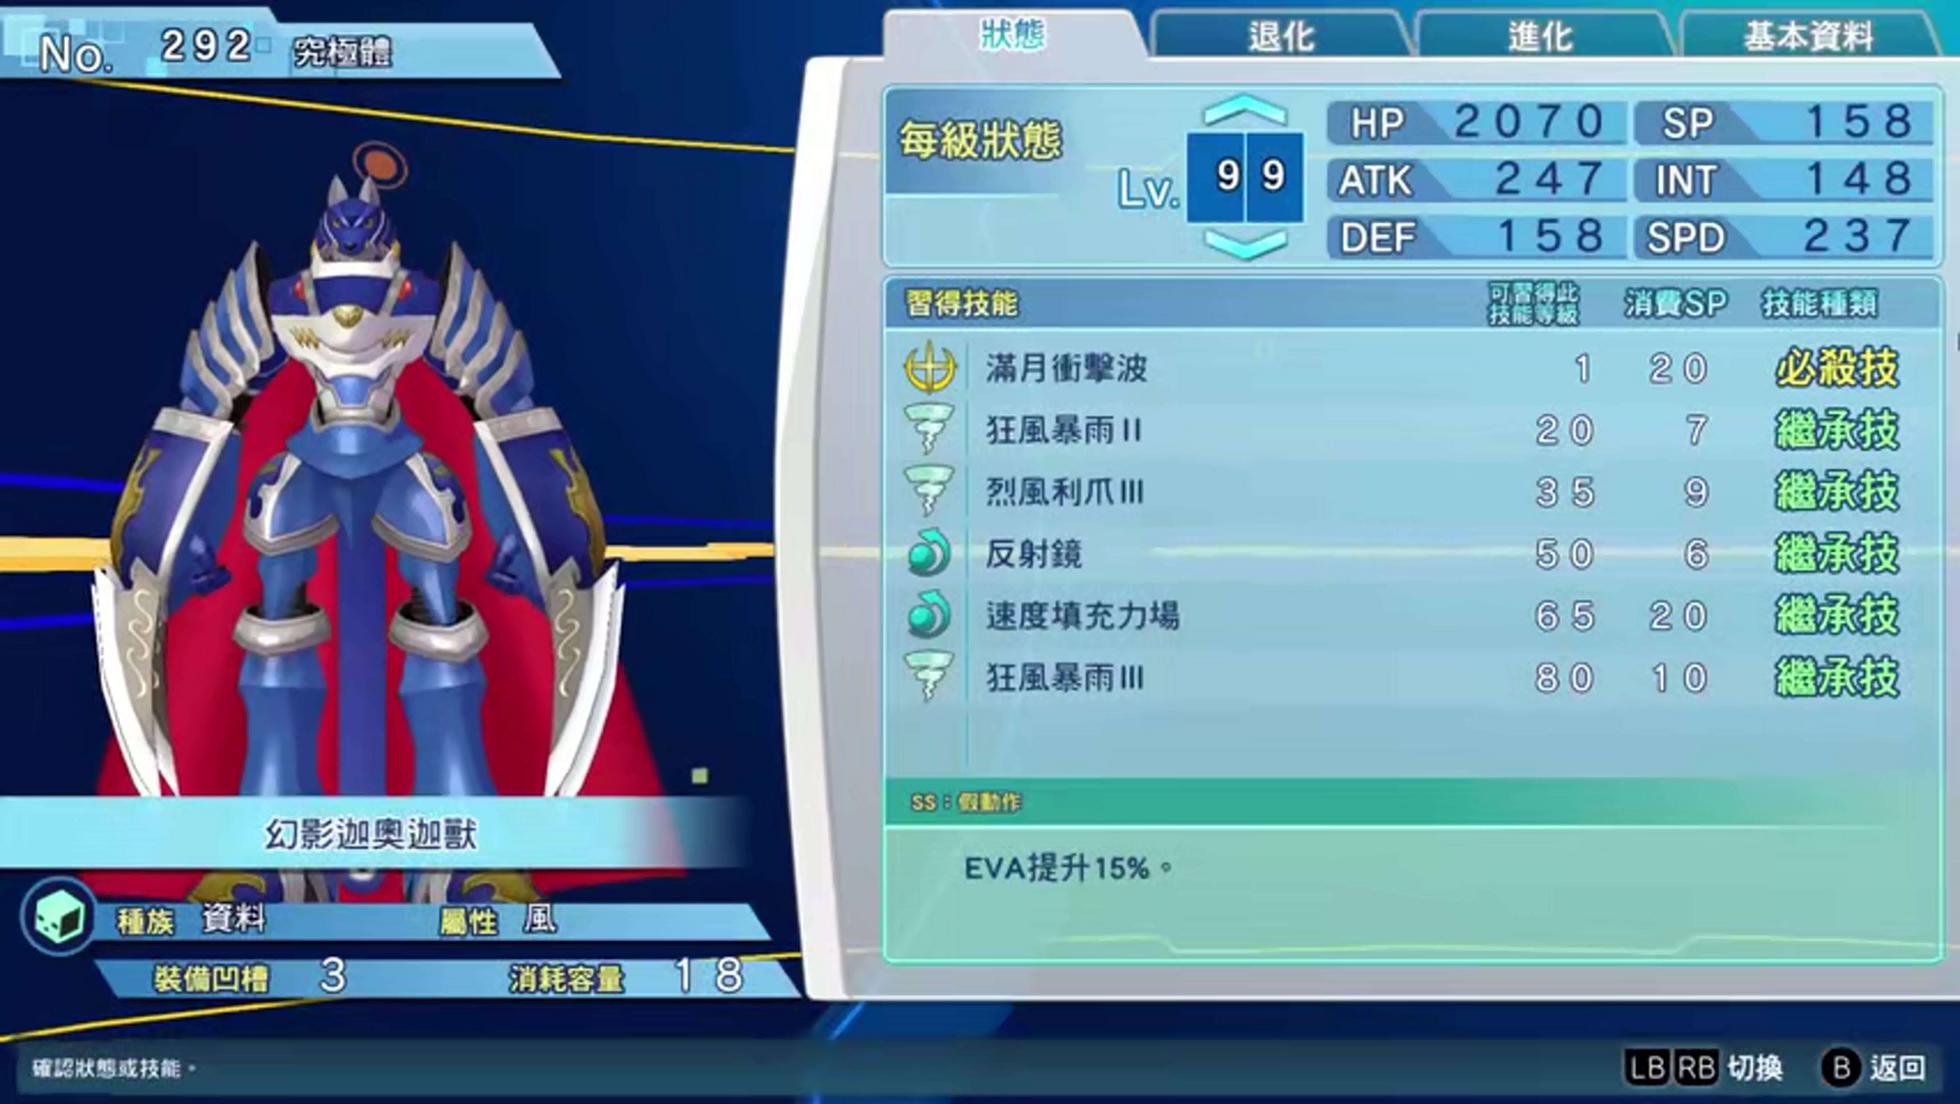 No. 292 究極體
狀態 退化 進化 基本資料
每級狀態
Lv. 99
HP 2070 SP 158
ATK 247 INT 148
DEF 158 SPD 237
習得技能 可習得此技能等級 消費SP 技能種類
滿月衝擊波 1 20 必殺技
狂風暴雨II 20 7 繼承技
烈風利爪III 35 9 繼承技
反射鏡 50 6 繼承技
速度填充力場 65 20 繼承技
狂風暴雨III 80 10 繼承技
SS：假動作
EVA提升15%。
幻影迦奧迦獸
種族 資料 屬性 風
裝備凹槽 3 消耗容量 18
確認狀態或技能。
LB RB 切換 B 返回